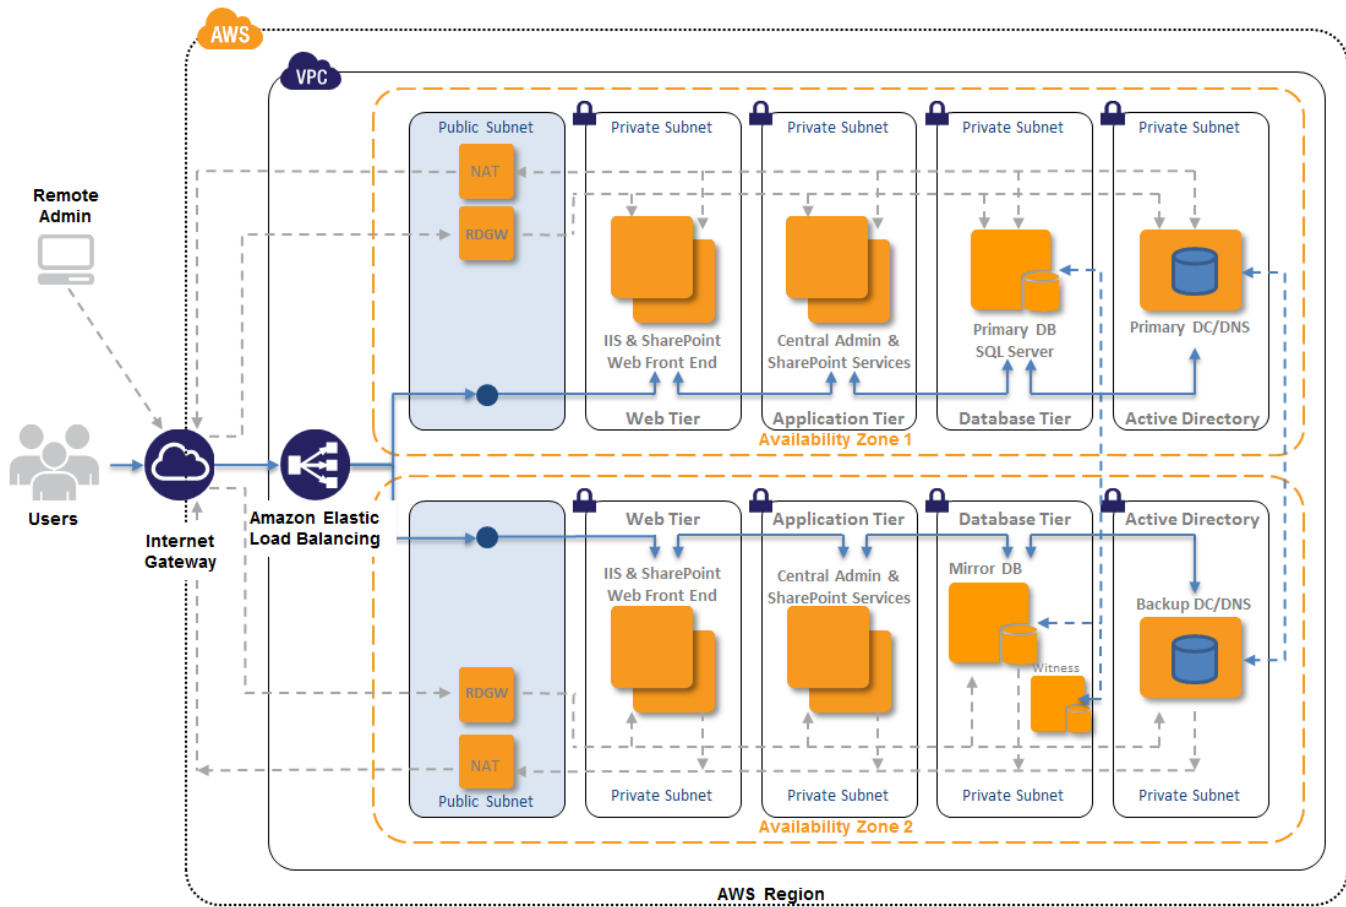 AWS
VPC
Public Subnet
Private Subnet
Private Subnet
Private Subnet
Private Subnet
NAT
RDGW
Remote
Admin
IIS & SharePoint
Web Front End
Central Admin &
SharePoint Services
Primary DB
SQL Server
Primary DC/DNS
Web Tier
Application Tier
Database Tier
Active Directory
Availability Zone 1
Users
Internet
Gateway
Amazon Elastic
Load Balancing
Web Tier
Application Tier
Database Tier
Active Directory
IIS & SharePoint
Web Front End
Central Admin &
SharePoint Services
Mirror DB
Backup DC/DNS
Witness
RDGW
NAT
Public Subnet
Private Subnet
Private Subnet
Private Subnet
Private Subnet
Availability Zone 2
AWS Region